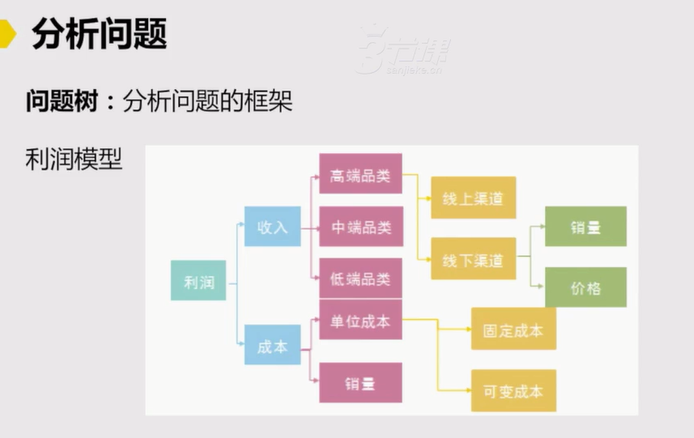 分析问题
3节课
sanjieke.cn
问题树：分析问题的框架
利润模型
高端品类
线上渠道
收入
中端品类
销量
线下渠道
利润
低端品类
价格
单位成本
固定成本
成本
销量
可变成本